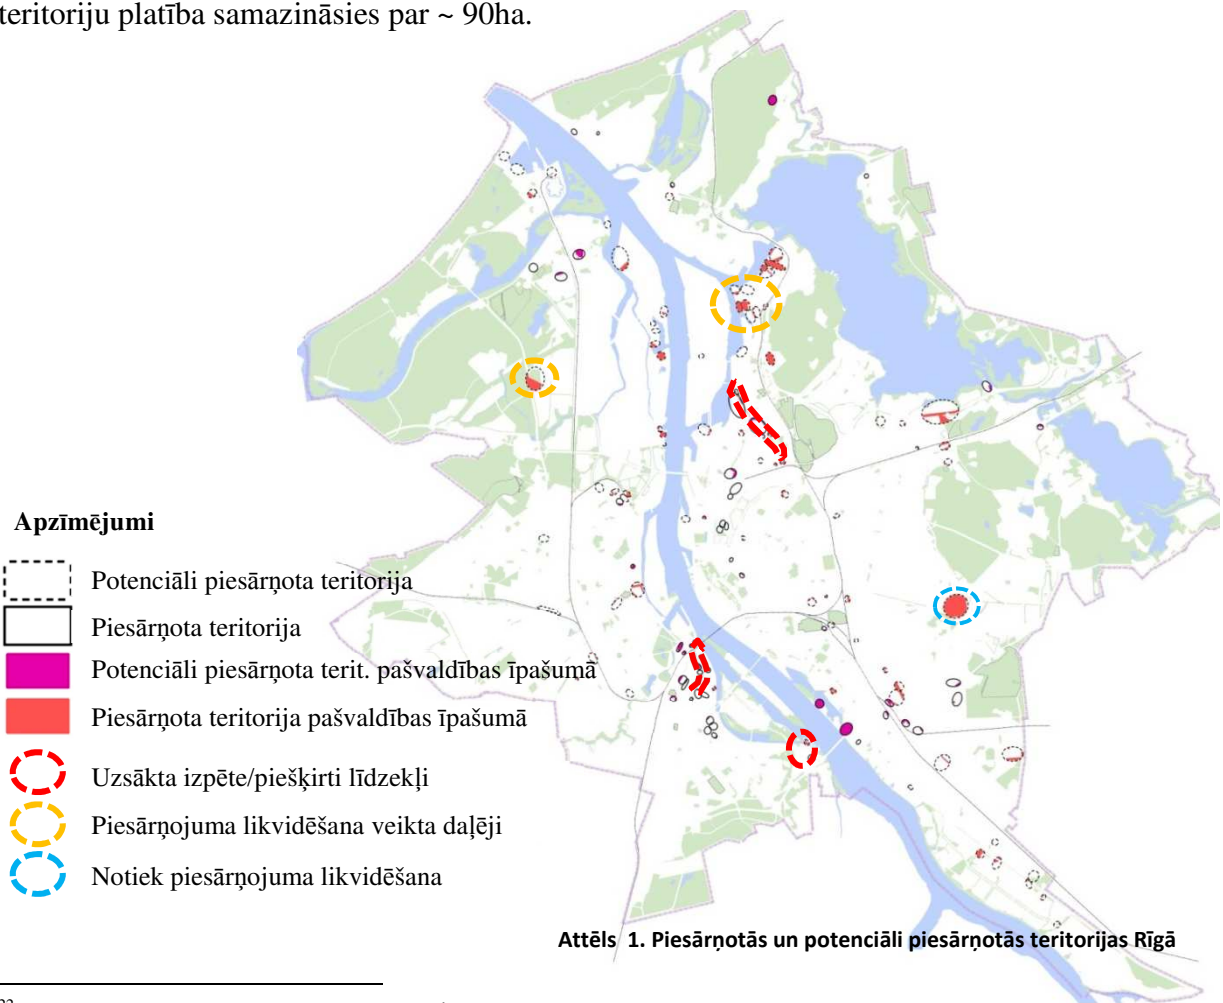 teritoriju platība samazināsies par ~ 90ha.
Apzīmējumi
Potenciāli piesārņota teritorija
Piesārņota teritorija
Potenciāli piesārņota terit. pašvaldības īpašumā
Piesārņota teritorija pašvaldības īpašumā
Uzsākta izpēte/piešķirti līdzekļi
Piesārņojuma likvidēšana veikta daļēji
Notiek piesārņojuma likvidēšana
Attēls 1. Piesārņotās un potenciāli piesārņotās teritorijas Rīgā